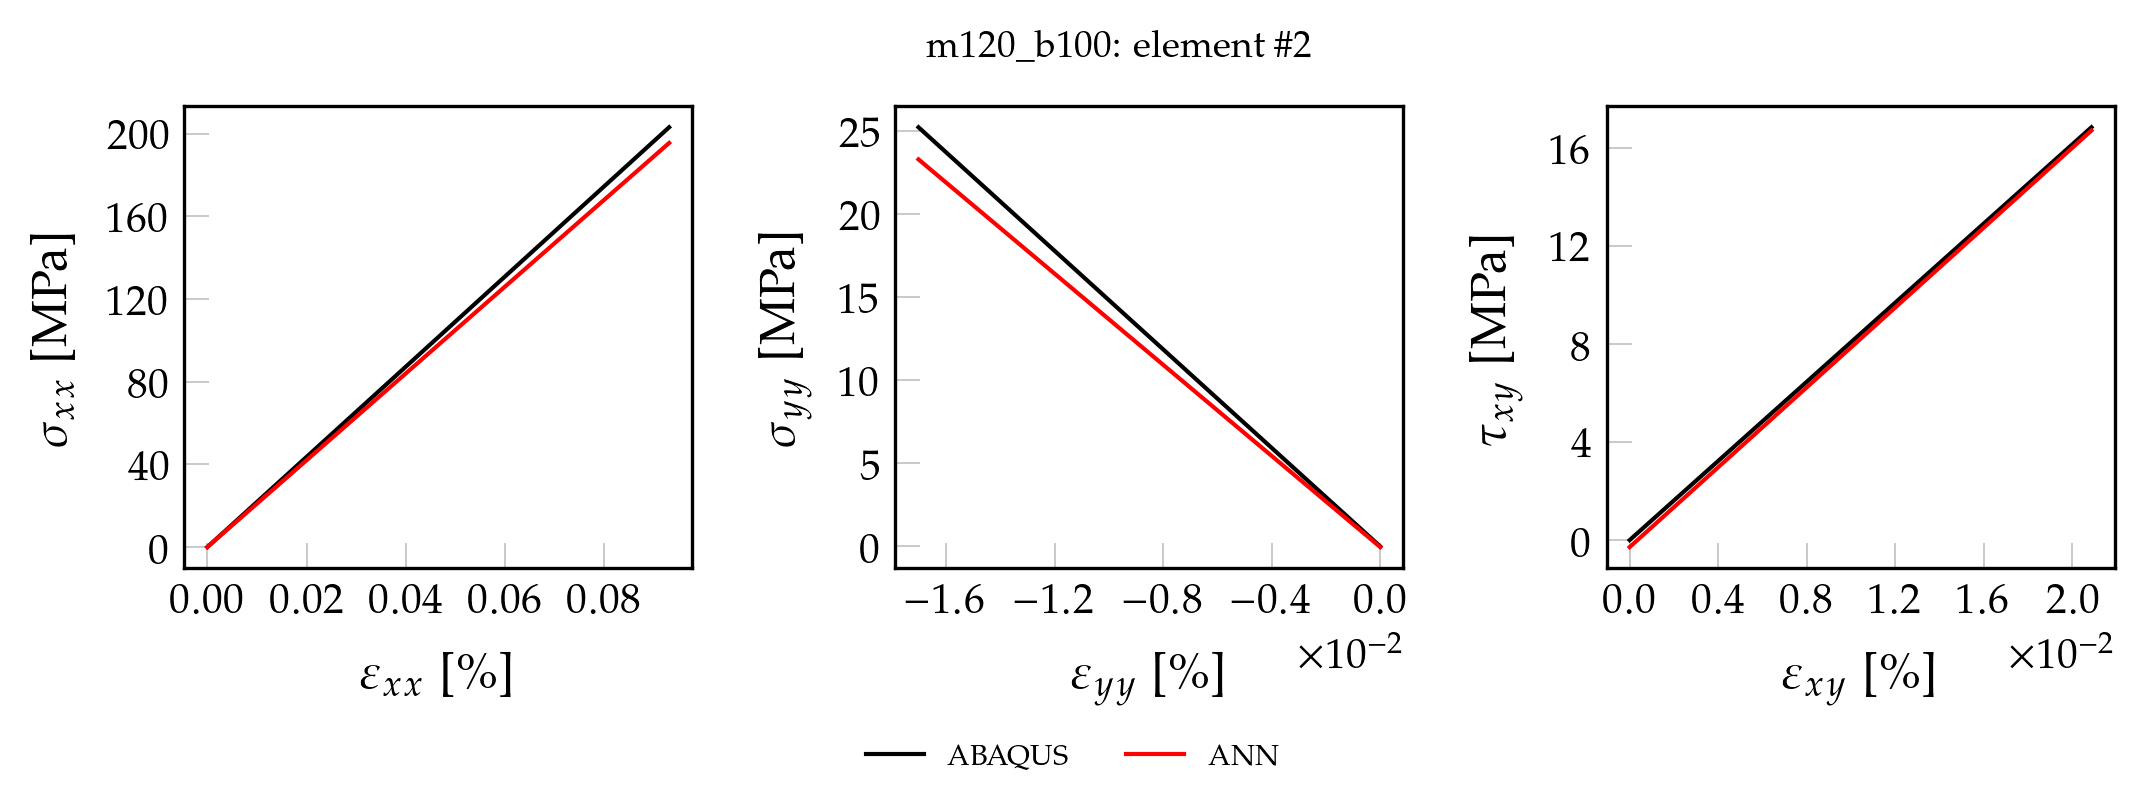 m120_b100: element #2
200
160
120
80
40
0
0.00 0.02 0.04 0.06 0.08
σxx [MPa]
εxx [%]
25
20
15
10
5
0
−1.6 −1.2 −0.8 −0.4 0.0
×10−2
σyy [MPa]
εyy [%]
16
12
8
4
0
0.0 0.4 0.8 1.2 1.6 2.0
×10−2
τxy [MPa]
εxy [%]
ABAQUS ANN